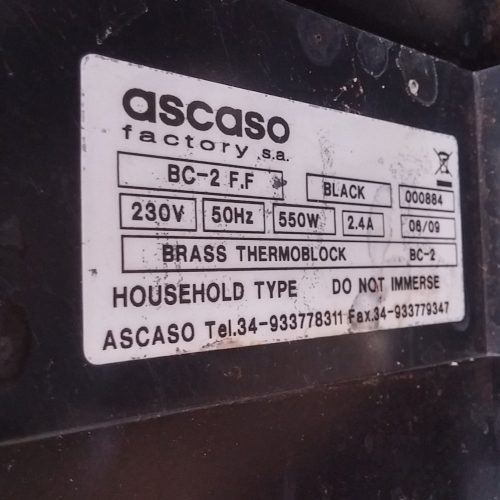 ascaso
factory s.a.
BC-2 F.F BLACK 000884
230V 50Hz 550W 2.4A 06/09
BRASS THERMOBLOCK BC-2
HOUSEHOLD TYPE DO NOT IMMERSE
ASCASO Tel.34-933778311 Fax.34-933779347